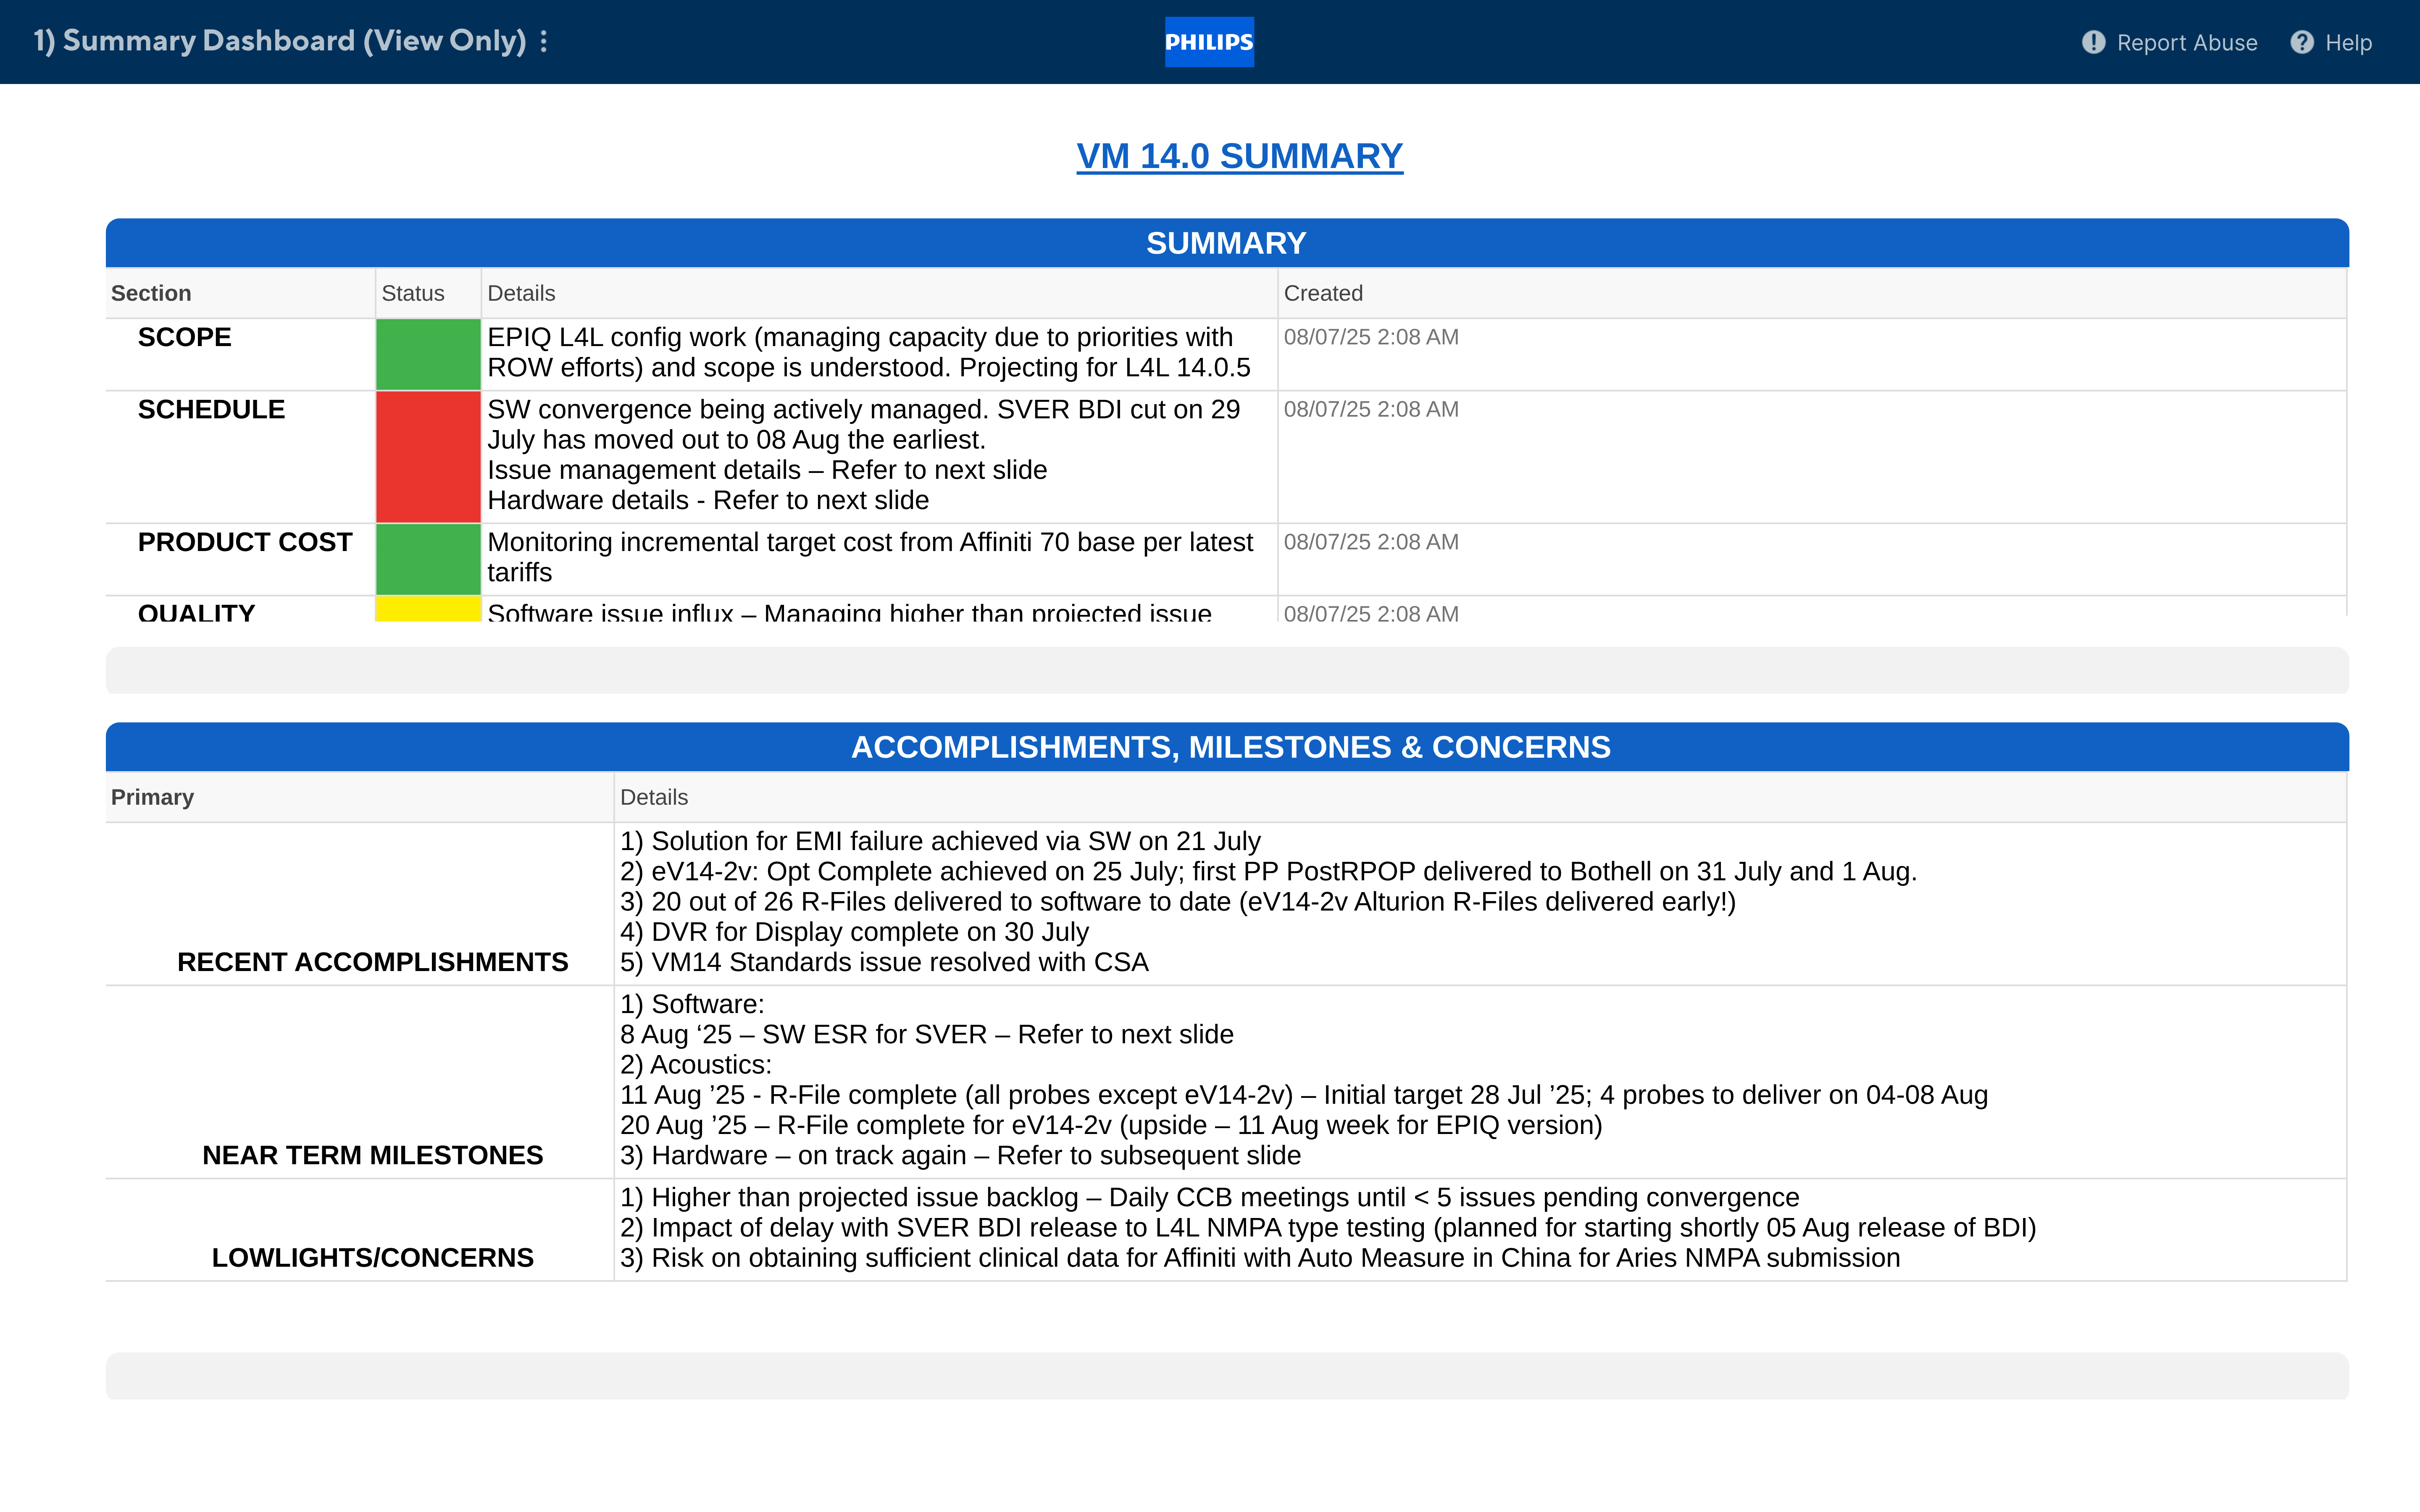 1) Summary Dashboard (View Only)
PHILIPS
Report Abuse
Help
VM 14.0 SUMMARY
SUMMARY
Section Status Details Created
SCOPE EPIQ L4L config work (managing capacity due to priorities with 08/07/25 2:08 AM
ROW efforts) and scope is understood. Projecting for L4L 14.0.5
SCHEDULE SW convergence being actively managed. SVER BDI cut on 29 08/07/25 2:08 AM
July has moved out to 08 Aug the earliest.
Issue management details – Refer to next slide
Hardware details - Refer to next slide
PRODUCT COST Monitoring incremental target cost from Affiniti 70 base per latest 08/07/25 2:08 AM
tariffs
QUALITY Software issue influx – Managing higher than projected issue 08/07/25 2:08 AM
ACCOMPLISHMENTS, MILESTONES & CONCERNS
Primary Details
1) Solution for EMI failure achieved via SW on 21 July
2) eV14-2v: Opt Complete achieved on 25 July; first PP PostRPOP delivered to Bothell on 31 July and 1 Aug.
3) 20 out of 26 R-Files delivered to software to date (eV14-2v Alturion R-Files delivered early!)
4) DVR for Display complete on 30 July
RECENT ACCOMPLISHMENTS 5) VM14 Standards issue resolved with CSA
1) Software:
8 Aug ‘25 – SW ESR for SVER – Refer to next slide
2) Acoustics:
11 Aug ’25 - R-File complete (all probes except eV14-2v) – Initial target 28 Jul ’25; 4 probes to deliver on 04-08 Aug
20 Aug ’25 – R-File complete for eV14-2v (upside – 11 Aug week for EPIQ version)
NEAR TERM MILESTONES 3) Hardware – on track again – Refer to subsequent slide
1) Higher than projected issue backlog – Daily CCB meetings until < 5 issues pending convergence
2) Impact of delay with SVER BDI release to L4L NMPA type testing (planned for starting shortly 05 Aug release of BDI)
LOWLIGHTS/CONCERNS 3) Risk on obtaining sufficient clinical data for Affiniti with Auto Measure in China for Aries NMPA submission